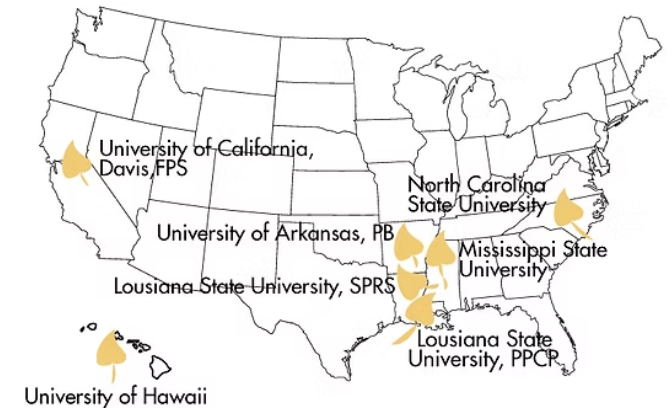 University of California,
Davis,FPS
North Carolina
State University
University of Arkansas, PB
Mississippi State
University
Lousiana State University, SPRS
Lousiana State
University, PPCP
University of Hawaii